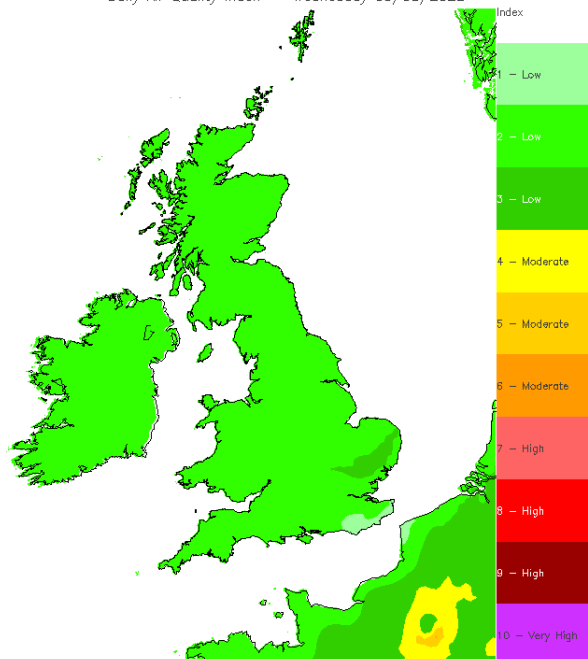 Index
1 – Low
2 – Low
3 – Low
4 – Moderate
5 – Moderate
6 – Moderate
7 – High
8 – High
9 – High
10 – Very High